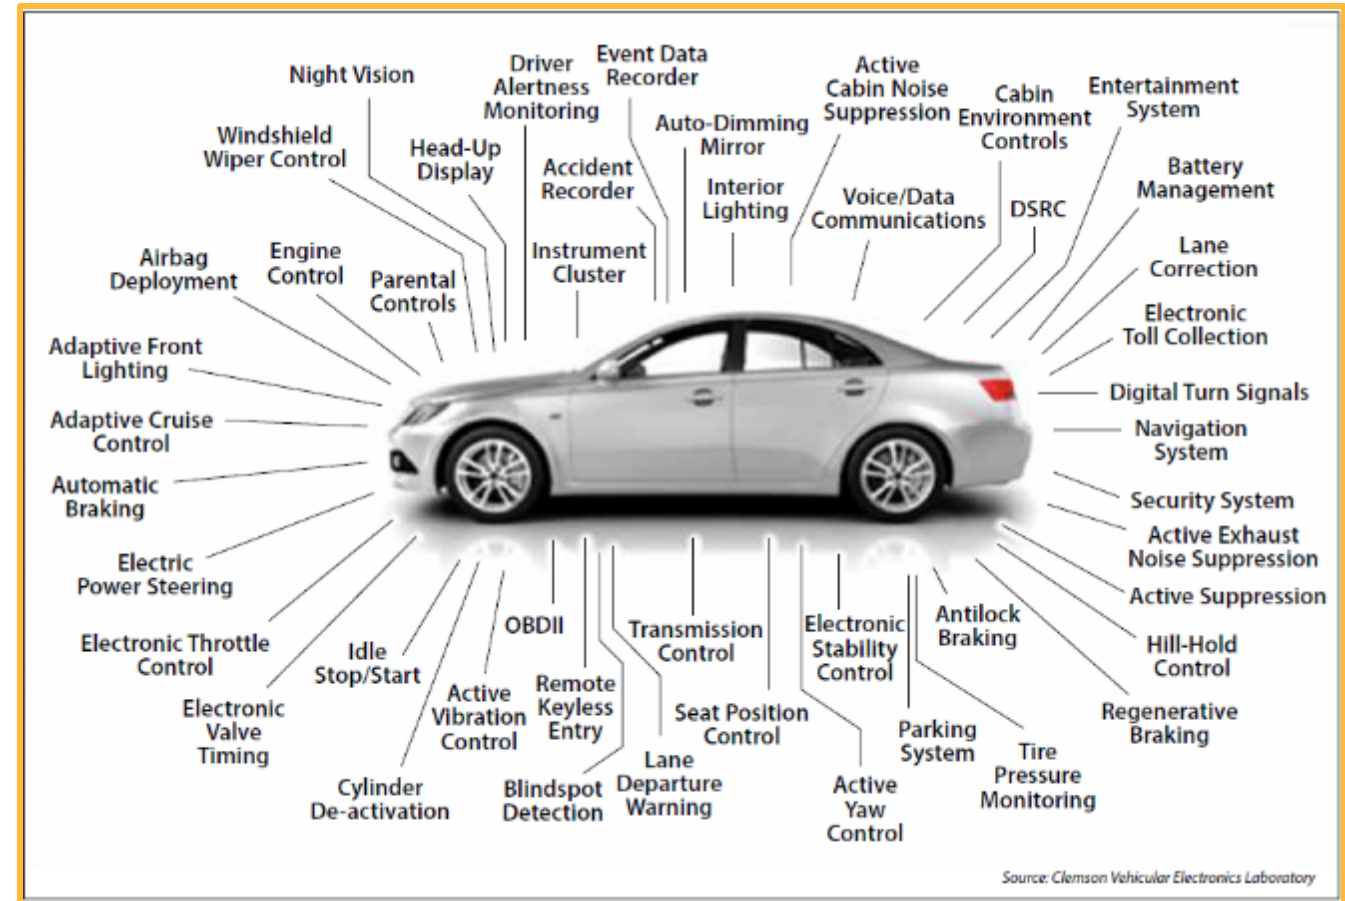 Night Vision
Driver
Alertness
Monitoring
Event Data
Recorder
Active
Cabin Noise
Suppression
Cabin
Environment
Controls
Entertainment
System
Windshield
Wiper Control
Head-Up
Display
Accident
Recorder
Auto-Dimming
Mirror
Interior
Lighting
Voice/Data
Communications
DSRC
Battery
Management
Airbag
Deployment
Engine
Control
Parental
Controls
Instrument
Cluster
Lane
Correction
Electronic
Toll Collection
Adaptive Front
Lighting
Digital Turn Signals
Adaptive Cruise
Control
Navigation
System
Automatic
Braking
Security System
Electric
Power Steering
Active Exhaust
Noise Suppression
Active Suppression
Electronic Throttle
Control
Idle
Stop/Start
OBDII
Transmission
Control
Electronic
Stability
Control
Antilock
Braking
Hill-Hold
Control
Electronic
Valve
Timing
Active
Vibration
Control
Remote
Keyless
Entry
Seat Position
Control
Parking
System
Regenerative
Braking
Cylinder
De-activation
Blindspot
Detection
Lane
Departure
Warning
Active
Yaw
Control
Tire
Pressure
Monitoring
Source: Clemson Vehicular Electronics Laboratory